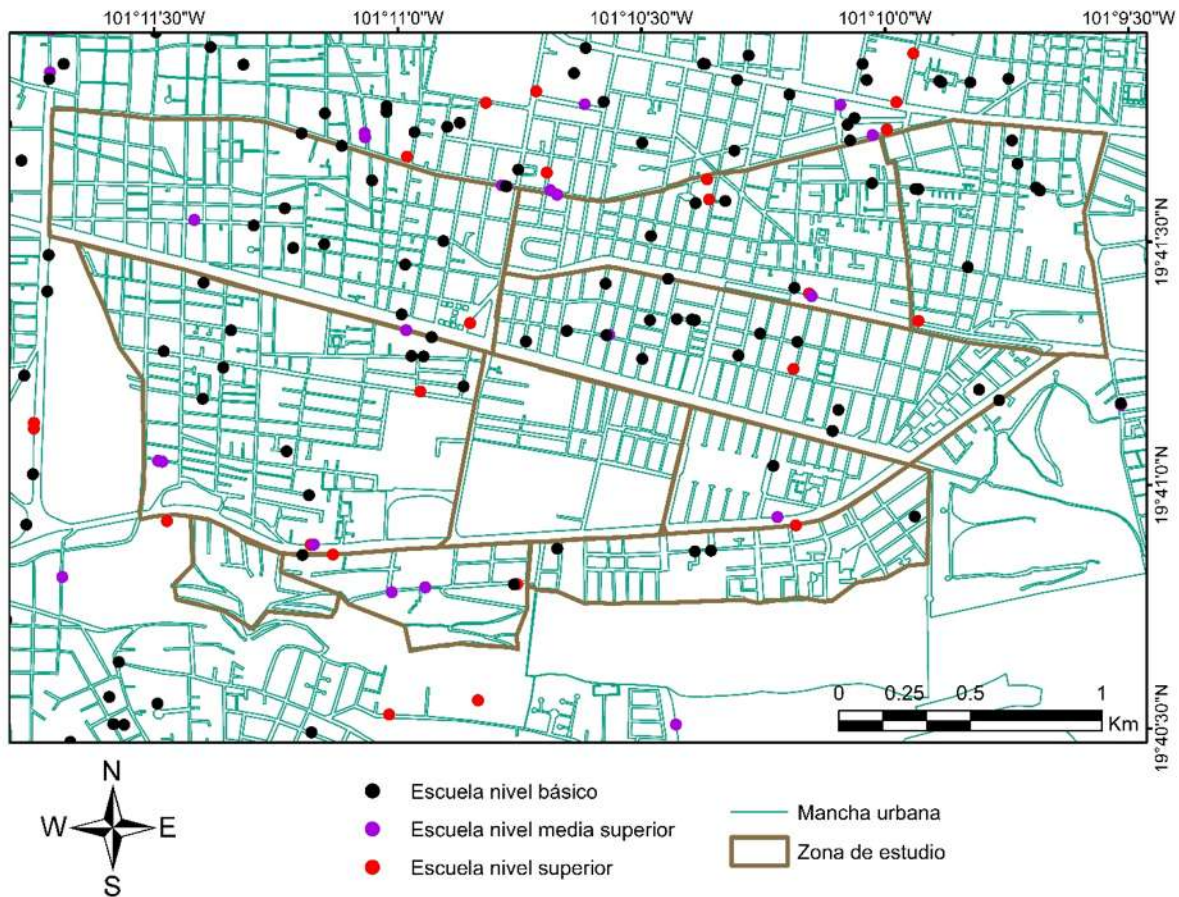 101°11'30"W 101°11'0"W 101°10'30"W 101°10'0"W 101°9'30"W
19°41'30"N
19°41'0"N
19°40'30"N
0 0.25 0.5 1
Km
N
W E
S
Escuela nivel básico
Escuela nivel media superior
Escuela nivel superior
Mancha urbana
Zona de estudio